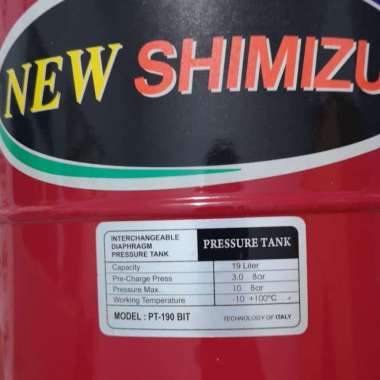 NEW SHIMIZU
INTERCHANGEABLE
DIAPHRAGM
PRESSURE TANK
PRESSURE TANK
Capacity 19 Liter
Pre-Charge Press 3.0 Bar
Pressure Max. 10 Bar
Working Temperature -10 +100°C
MODEL : PT-190 BIT TECHNOLOGY OF ITALY